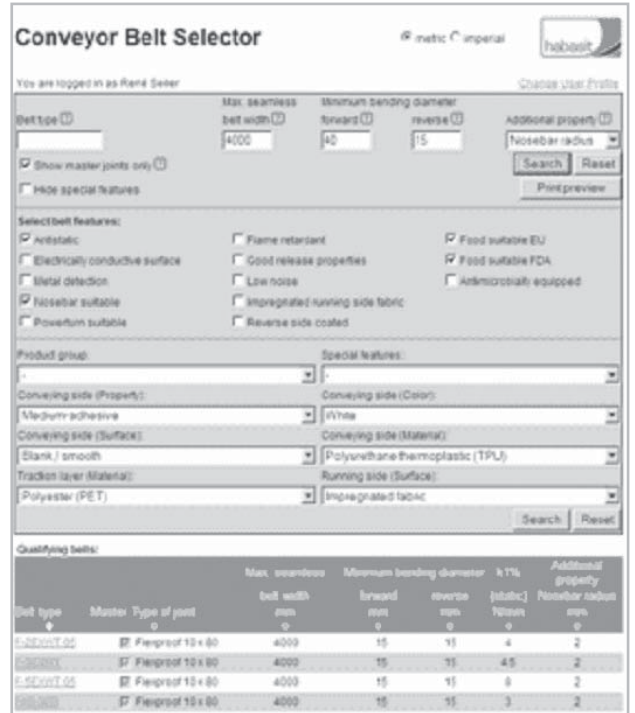 Conveyor Belt Selector
metric imperial
habasit
You are logged in as René
Change User Profile
Max. seamless Minimum bending diameter
Belt type belt width forward reverse Additional property
4000 40 15 Nosebar radius
Show master joints only Search Reset
Hide special features Print preview
Select belt features:
Antistatic Flame retardant Food suitable EU
Electrically conductive surface Good release properties Food suitable FDA
Metal detection Low noise Antimicrobially equipped
Nosebar suitable Impregnated running side fabric
Powerturn suitable Reverse side coated
Product group: Special features:
- -
Conveying side (Property): Conveying side (Color):
Medium-adhesive White
Conveying side (Surface): Conveying side (Material):
Blank / smooth Polyurethane thermoplastic (TPU)
Traction layer (Material): Running side (Surface):
Polyester (PET) Impregnated fabric
Search Reset
Qualifying belts:
Additional
Max. seamless Minimum bending diameter k1% property
belt width forward reverse (static) Nosebar radius
Belt type Master Type of joint mm mm mm N/mm mm
Flexproof 10 x 80 4000 15 15 4 2
Flexproof 10 x 80 4000 15 15 4.5 2
Flexproof 10 x 80 4000 15 15 8 2
Flexproof 10 x 80 4000 15 15 3 2